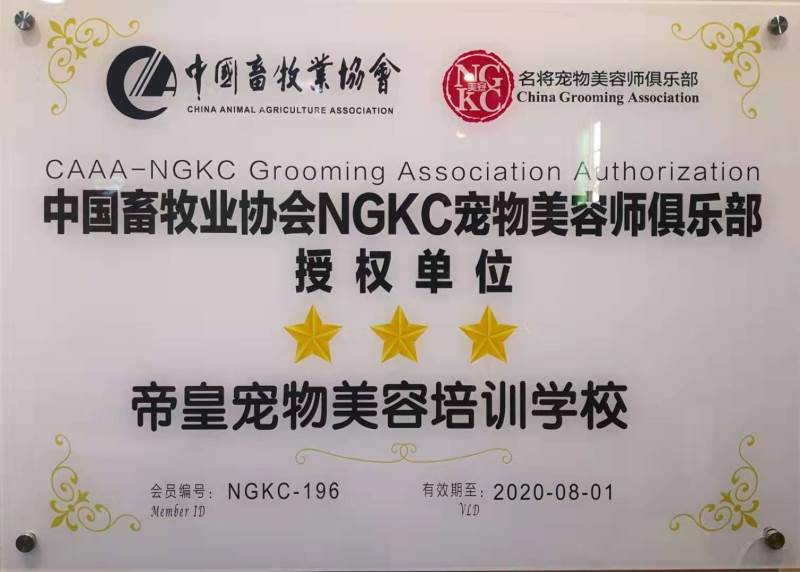 中國畜牧業協會
CHINA ANIMAL AGRICULTURE ASSOCIATION
NGKC
美容
名将宠物美容师俱乐部
China Grooming Association
CAAA-NGKC Grooming Association Authorization
中国畜牧业协会NGKC宠物美容师俱乐部
授权单位
帝皇宠物美容培训学校
会员编号: NGKC-196
Member ID
有效期至: 2020-08-01
VLD